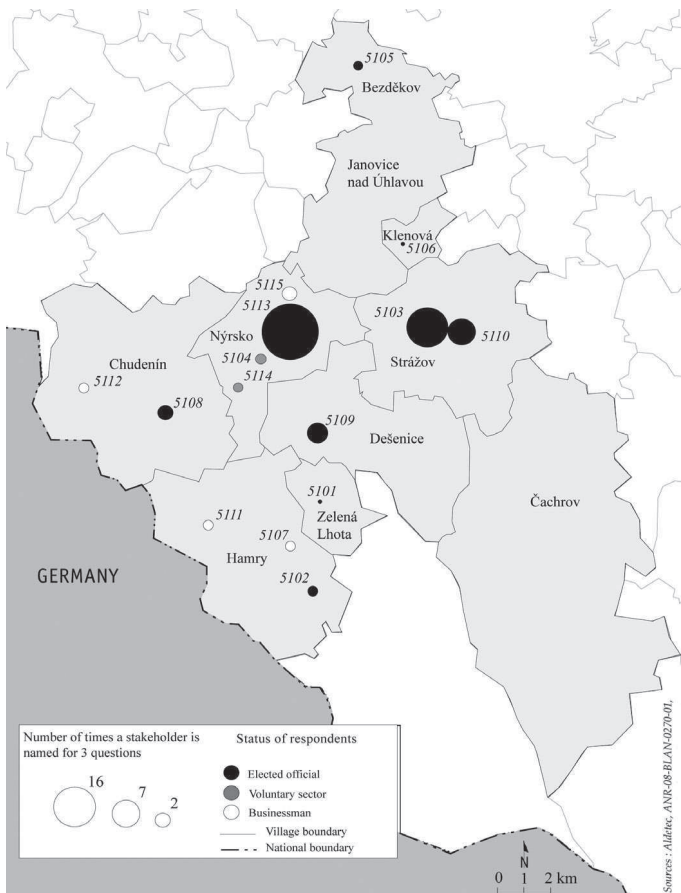 5105
Bezděkov
Janovice
nad Úhlavou
Klenová
5106
5115
5113
5103
5110
Nýrsko
5104
Strážov
5114
Chudenín
5112
5108
5109
Dešenice
5101
Čachrov
Zelená
Lhota
5111
5107
Hamry
GERMANY
5102
Number of times a stakeholder is
named for 3 questions
16
7
2
Status of respondents
Elected official
Voluntary sector
Businessman
Village boundary
National boundary
N
0 1 2 km
Sources : Aldetec, ANR-08-BLAN-0270-01,